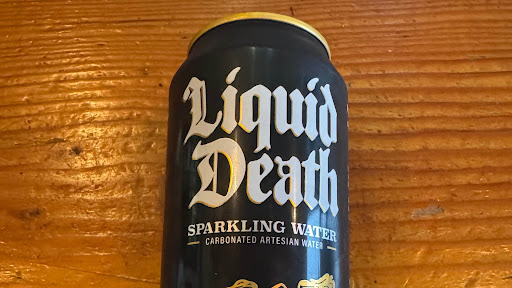 Liquid
Death
SPARKLING WATER
CARBONATED ARTESIAN WATER